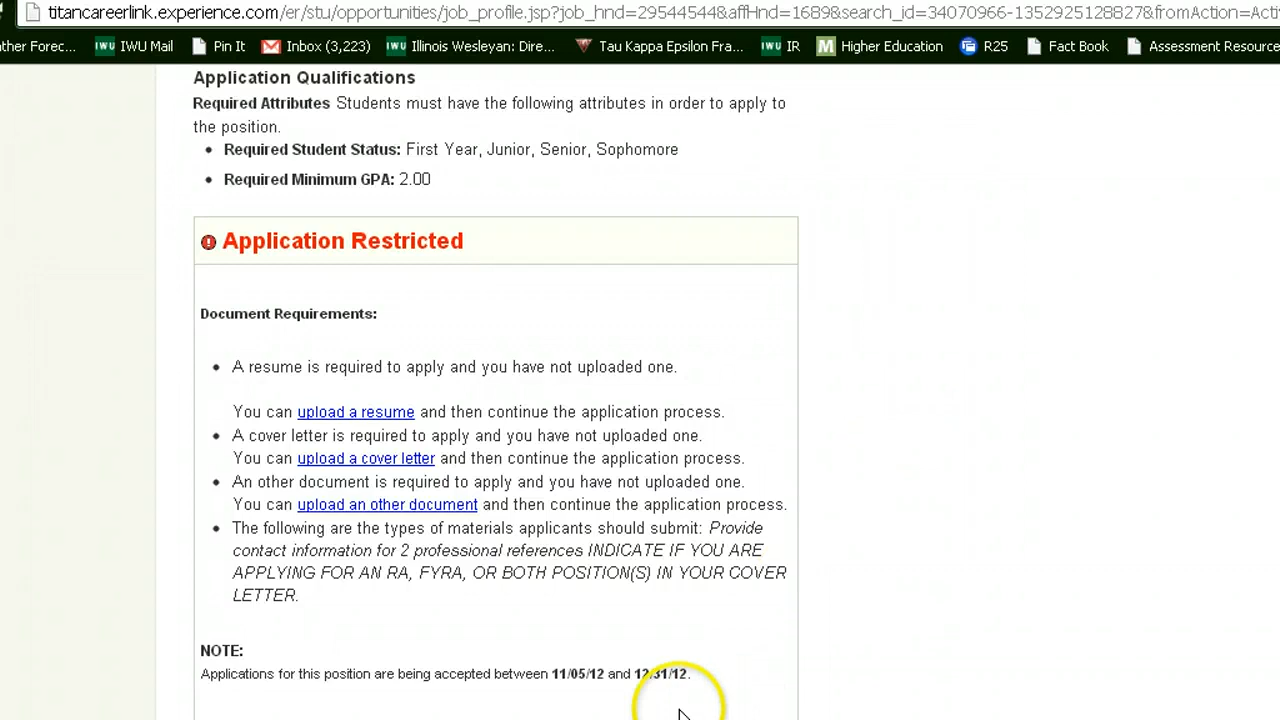 titancareerlink.experience.com/er/stu/opportunities/job_profile.jsp?job_hnd=29544544&affHnd=1689&search_id=34070966-1352925128827&fromAction=Acti
ther Forec... IWU Mail Pin It Inbox (3,223) Illinois Wesleyan: Dire... Tau Kappa Epsilon Fra... IWU IR M Higher Education R25 Fact Book Assessment Resource
Application Qualifications
Required Attributes Students must have the following attributes in order to apply to
the position.
• Required Student Status: First Year, Junior, Senior, Sophomore
• Required Minimum GPA: 2.00
Application Restricted
Document Requirements:
• A resume is required to apply and you have not uploaded one.
You can upload a resume and then continue the application process.
• A cover letter is required to apply and you have not uploaded one.
You can upload a cover letter and then continue the application process.
• An other document is required to apply and you have not uploaded one.
You can upload an other document and then continue the application process.
• The following are the types of materials applicants should submit: Provide
contact information for 2 professional references INDICATE IF YOU ARE
APPLYING FOR AN RA, FYRA, OR BOTH POSITION(S) IN YOUR COVER
LETTER.
NOTE:
Applications for this position are being accepted between 11/05/12 and 12/31/12.